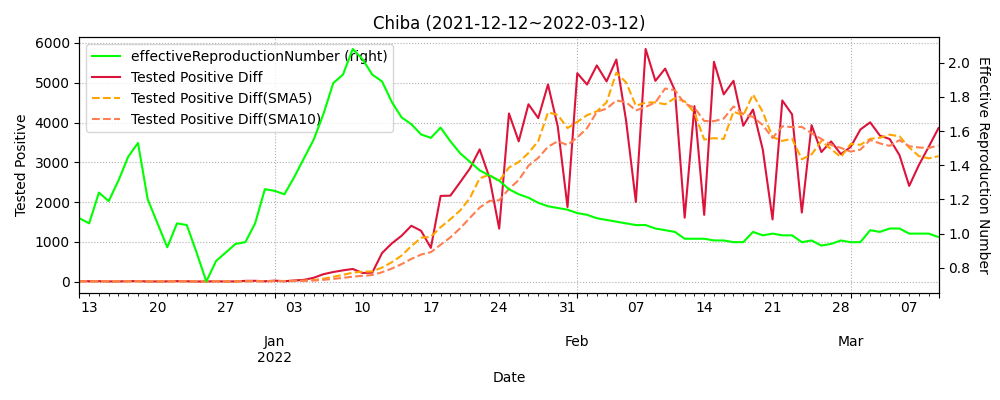 Chiba (2021-12-12~2022-03-12)
effectiveReproductionNumber (right)
Tested Positive Diff
Tested Positive Diff(SMA5)
Tested Positive Diff(SMA10)
Tested Positive
6000
5000
4000
3000
2000
1000
0
Effective Reproduction Number
2.0
1.8
1.6
1.4
1.2
1.0
0.8
13 20 27 03 10 17 24 31 07 14 21 28 07
Jan Feb Mar
2022
Date